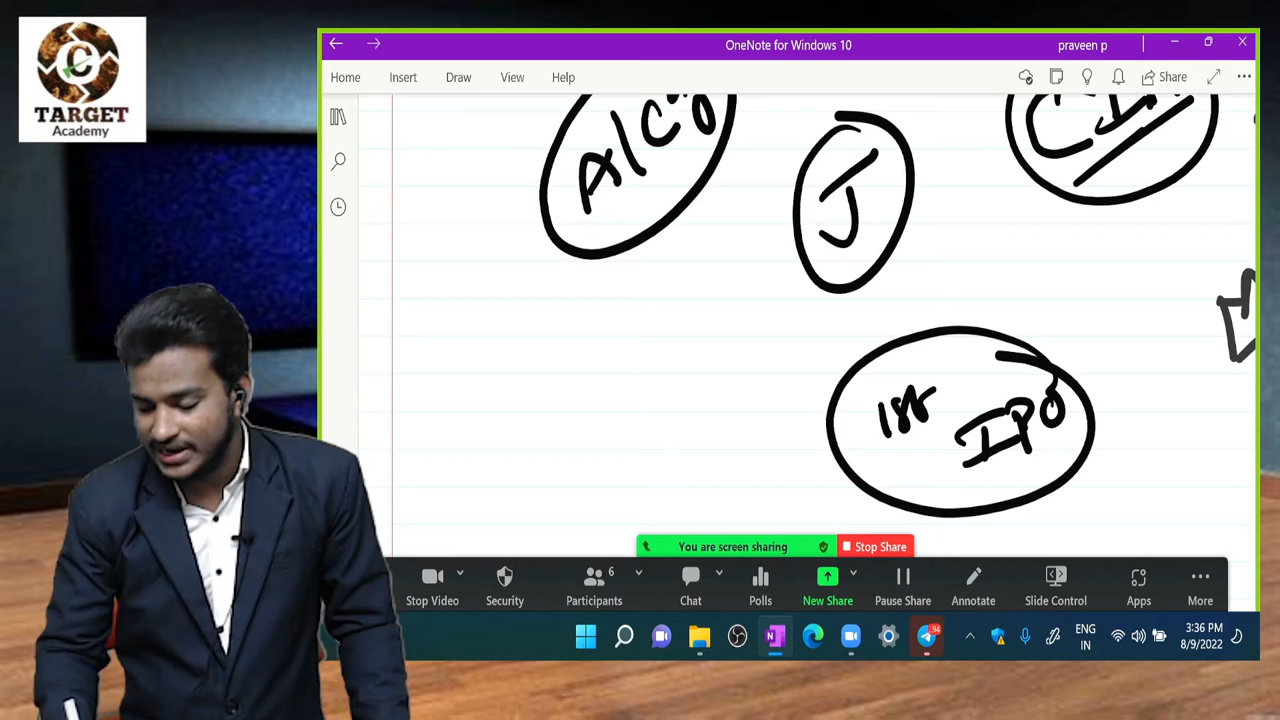 C
TARGET
Academy
OneNote for Windows 10
praveen p
Home
Insert
Draw
View
Help
Share
J
1st
IPO
You are screen sharing
Stop Share
6
Stop Video
Security
Participants
Chat
Polls
New Share
Pause Share
Annotate
Slide Control
Apps
More
94
ENG
IN
3:36 PM
8/9/2022